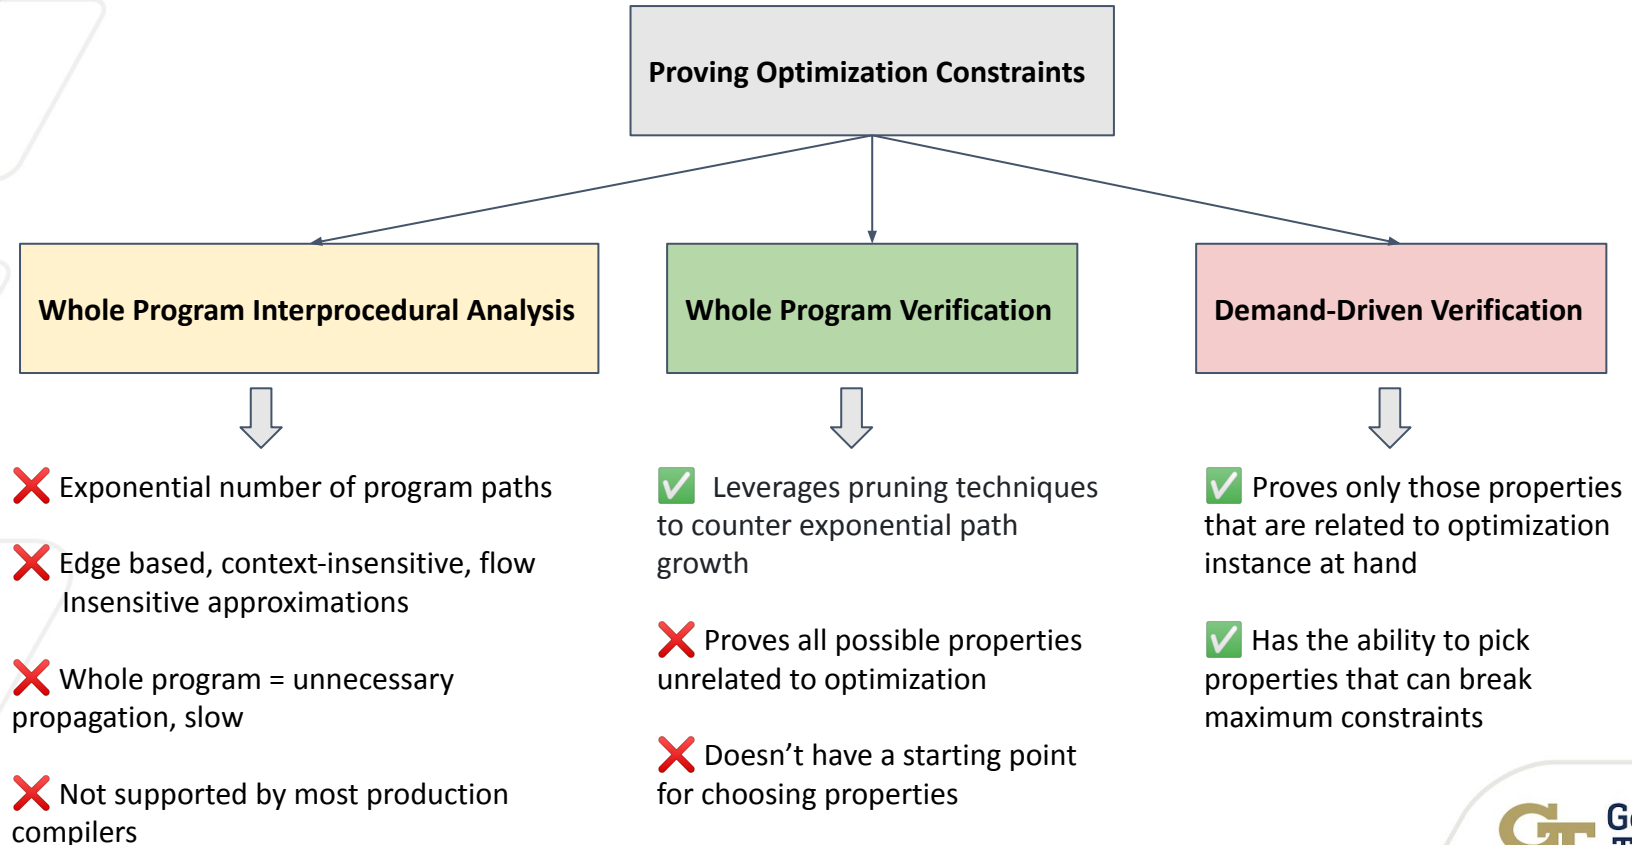 Proving Optimization Constraints
Whole Program Interprocedural Analysis
Whole Program Verification
Demand-Driven Verification
❌ Exponential number of program paths
❌ Edge based, context-insensitive, flow
Insensitive approximations
❌ Whole program = unnecessary
propagation, slow
❌ Not supported by most production
compilers
✅ Leverages pruning techniques
to counter exponential path
growth
❌ Proves all possible properties
unrelated to optimization
❌ Doesn’t have a starting point
for choosing properties
✅ Proves only those properties
that are related to optimization
instance at hand
✅ Has the ability to pick
properties that can break
maximum constraints
GT